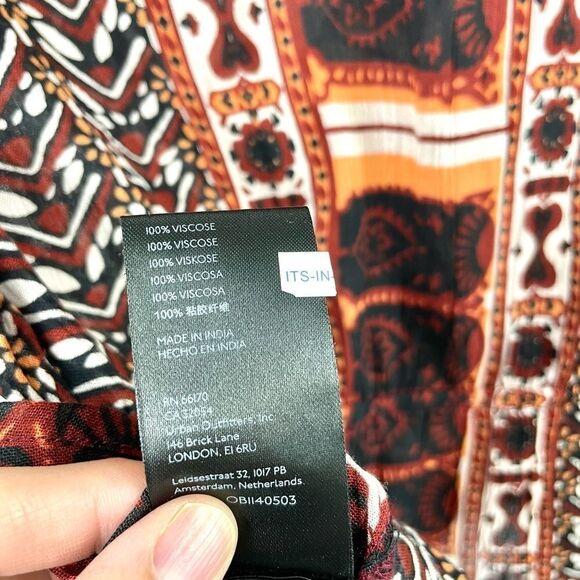 100% VISCOSE
100% VISCOSE
100% VISKOSE
100% VISCOSA
100% VISCOSA
100% 黏胶纤维
ITS-IN-
MADE IN INDIA
HECHO EN INDIA
RN 66170
CA 32054
Urban Outfitters, Inc
146 Brick Lane
LONDON, E1 6RU
Leidsestraat 32, 1017 PB
Amsterdam, Netherlands.
OB1140503